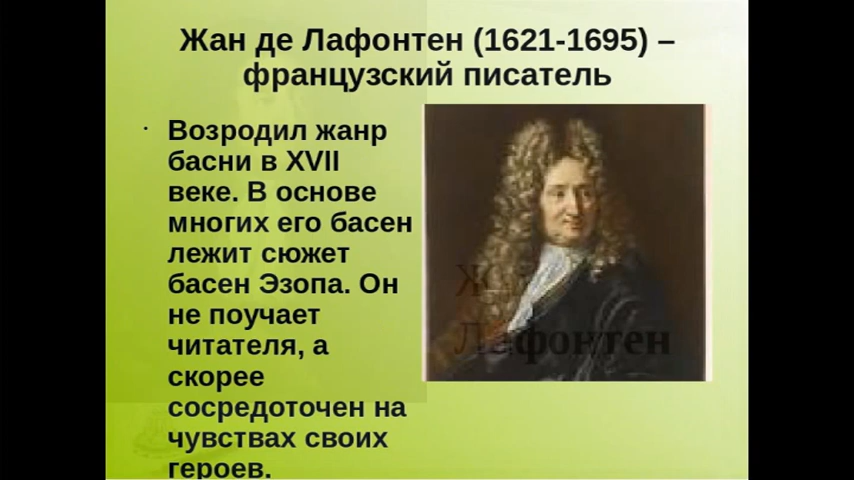 Жан де Лафонтен (1621-1695) –
французский писатель
Возродил жанр
басни в XVII
веке. В основе
многих его басен
лежит сюжет
басен Эзопа. Он
не поучает
читателя, а
скорее
сосредоточен на
чувствах своих
героев.
Лафонтен